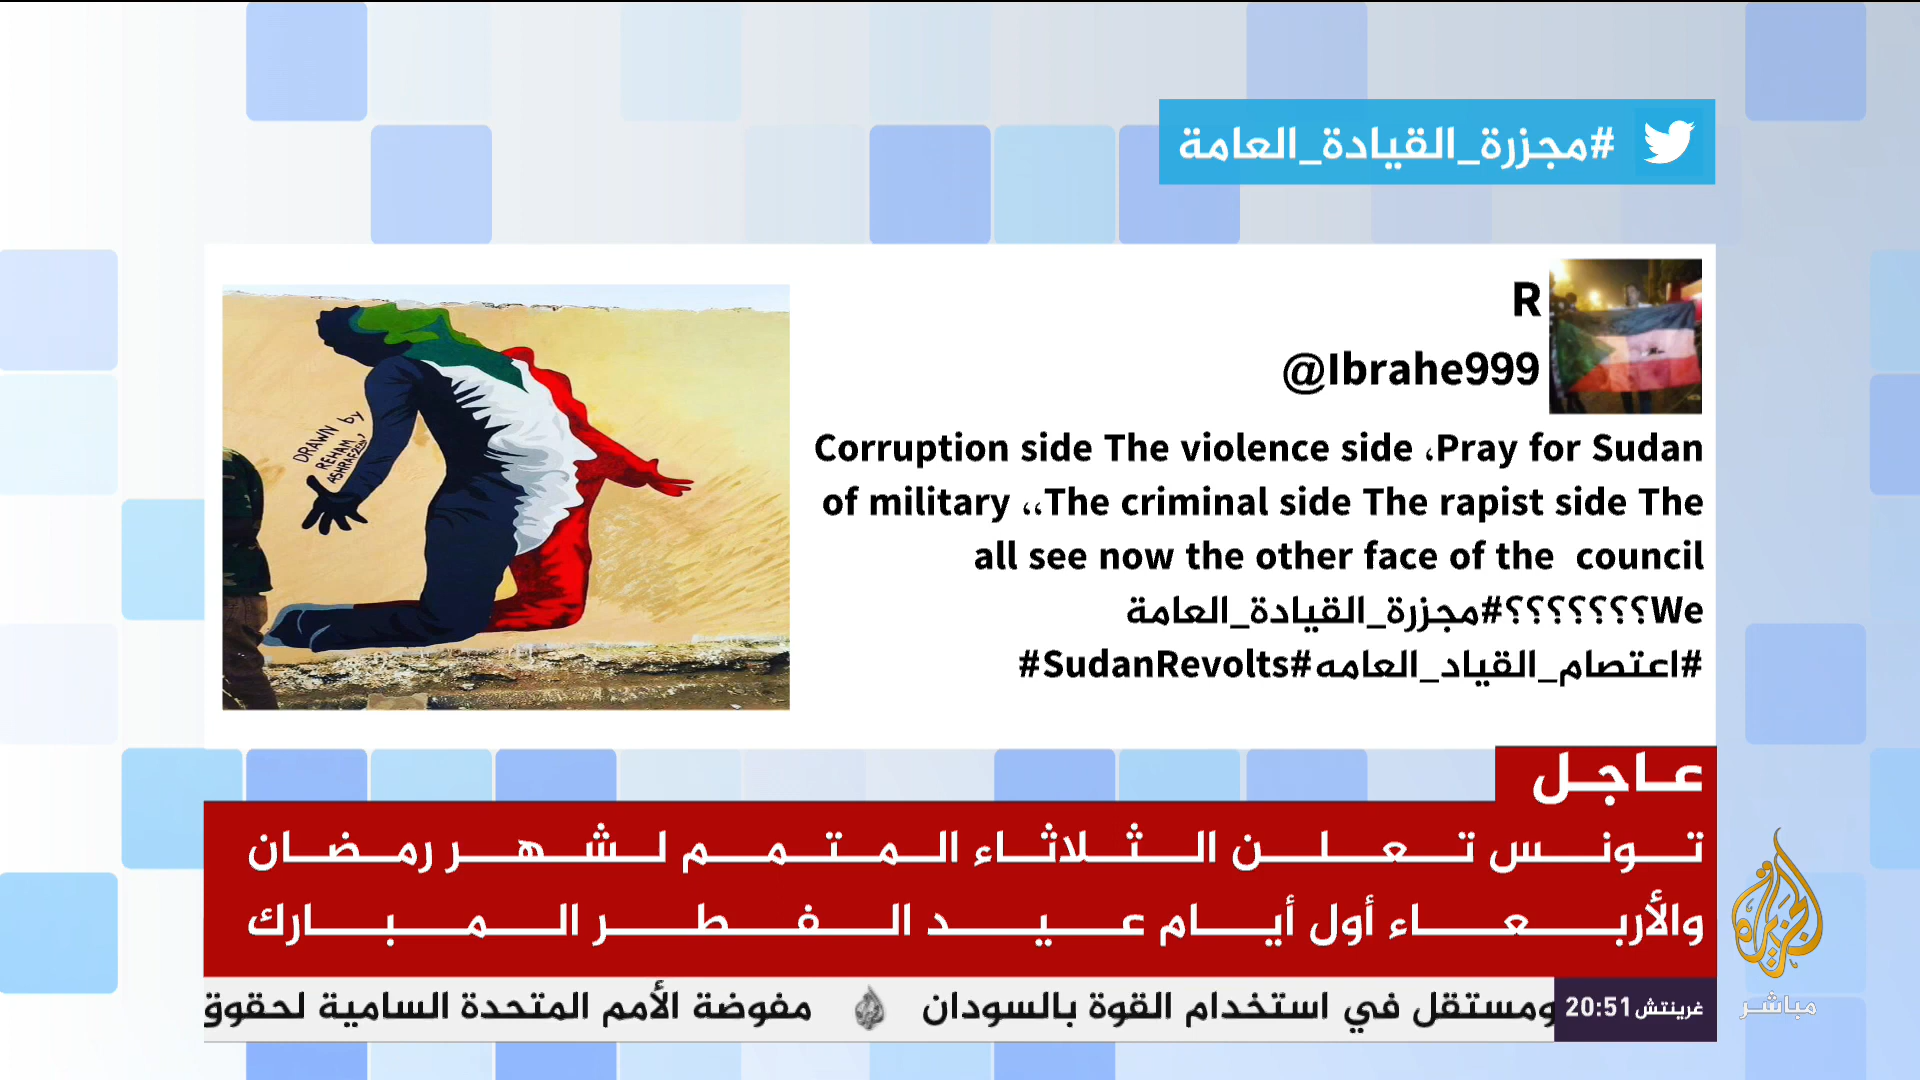 #مجزرة_القيادة_العامة
R
@Ibrahe999
Corruption side The violence side ،Pray for Sudan
of military ،،The criminal side The rapist side The
all see now the other face of the council
We؟؟؟؟؟؟؟#مجزرة_القيادة_العامة
#اعتصام_القياد_العامه#SudanRevolts#
DRAWN by
REHAM
عاجل
تونس تعلن الثلاثاء المتمم لشهر رمضان
والأربعاء أول أيام عيد الفطر المبارك
غرينتش 20:51
ومستقل في استخدام القوة بالسودان
مفوضة الأمم المتحدة السامية لحقوق
الجزيرة
مباشر